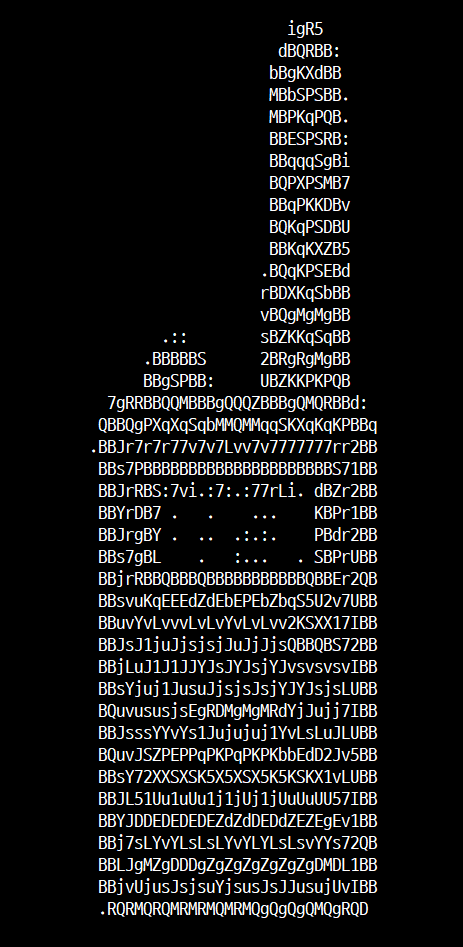 igR5
dBQRBB:
bBgKXdBB
MBbSPSBB.
MBPKqPQB.
BBESPSRB:
BBqqqSgBi
BQPXPSMB7
BBqPKKDBv
BQKqPSDBU
BBKqKXZB5
.BQqKPSEBd
rBDXKqSbBB
vBQgMgMgBB
.:: sBZKKqSqBB
.BBBBBS 2BRgRgMgBB
BBgSPBB: UBZKKPKPQB
7gRRBBQQMBBBgQQQZBBBgQMQRBBd:
QBBQgPXqXqSqbMMQMMqqSKXqKqKPBBq
.BBJr7r7r77v7v7Lvv7v7777777rr2BB
BBs7PBBBBBBBBBBBBBBBBBBBBBS71BB
BBJrRBS:7vi.:7:.:77rLi. dBZr2BB
BBYrDB7 .   .    ...    KBPr1BB
BBJrgBY .  ..  .:.:.    PBdr2BB
BBs7gBL    .   :...   . SBPrUBB
BBjrRBBQBBBQBBBBBBBBBBBQBBEr2QB
BBsvuKqEEEdZdEbEPEbZbqS5U2v7UBB
BBuvYvLvvvLvLvYvLvLvv2KSXX17IBB
BBJsJ1juJjsjsjJuJjJjsQBBQBS72BB
BBjLuJ1J1JJYJsJYJsjYJvsvsvsvIBB
BBsYjuj1JusuJjsjsJsjYJYJsjsLUBB
BQuvususjsEgRDMgMgMRdYjJujj7IBB
BBJsssYYvYs1Jujujuj1YvLsLuJLUBB
BQuvJSZPEPPqPKPqPKPKbbEdD2Jv5BB
BBsY72XXSXSK5X5XSX5K5KSKX1vLUBB
BBJL51Uu1uUu1j1jUj1jUuUuUU57IBB
BBYJDDEDEDEDEZdZdDEDdZEZEgEv1BB
BBj7sLYvYLsLsLYvYLYLsLsvYYs72QB
BBLJgMZgDDDgZgZgZgZgZgZgDMDL1BB
BBjvUjusJsjsuYjsusJsJJusujUvIBB
.RQRMQRQMRMRMQMRMQgQgQgQMQgRQD